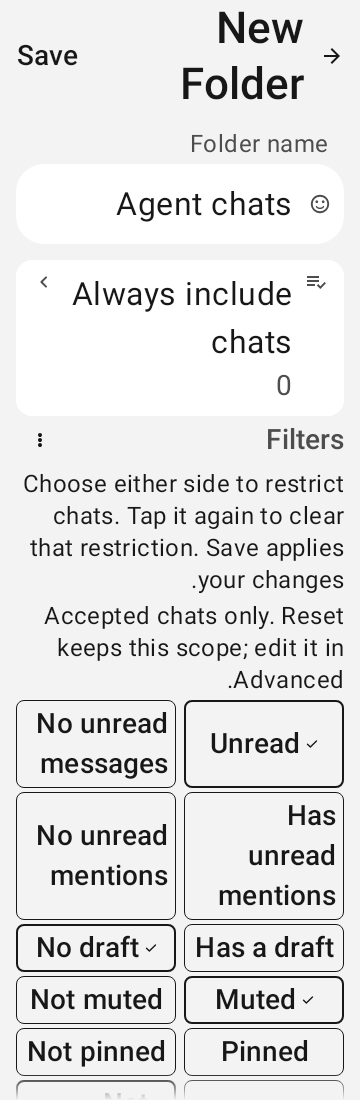 New
Folder
Save
Folder name
Agent chats
Always include
chats
0
Filters
Choose either side to restrict
chats. Tap it again to clear
that restriction. Save applies
.your changes
Accepted chats only. Reset
keeps this scope; edit it in
.Advanced
Unread
No unread
messages
Has
unread
mentions
No unread
mentions
Has a draft
No draft
Muted
Not muted
Pinned
Not pinned